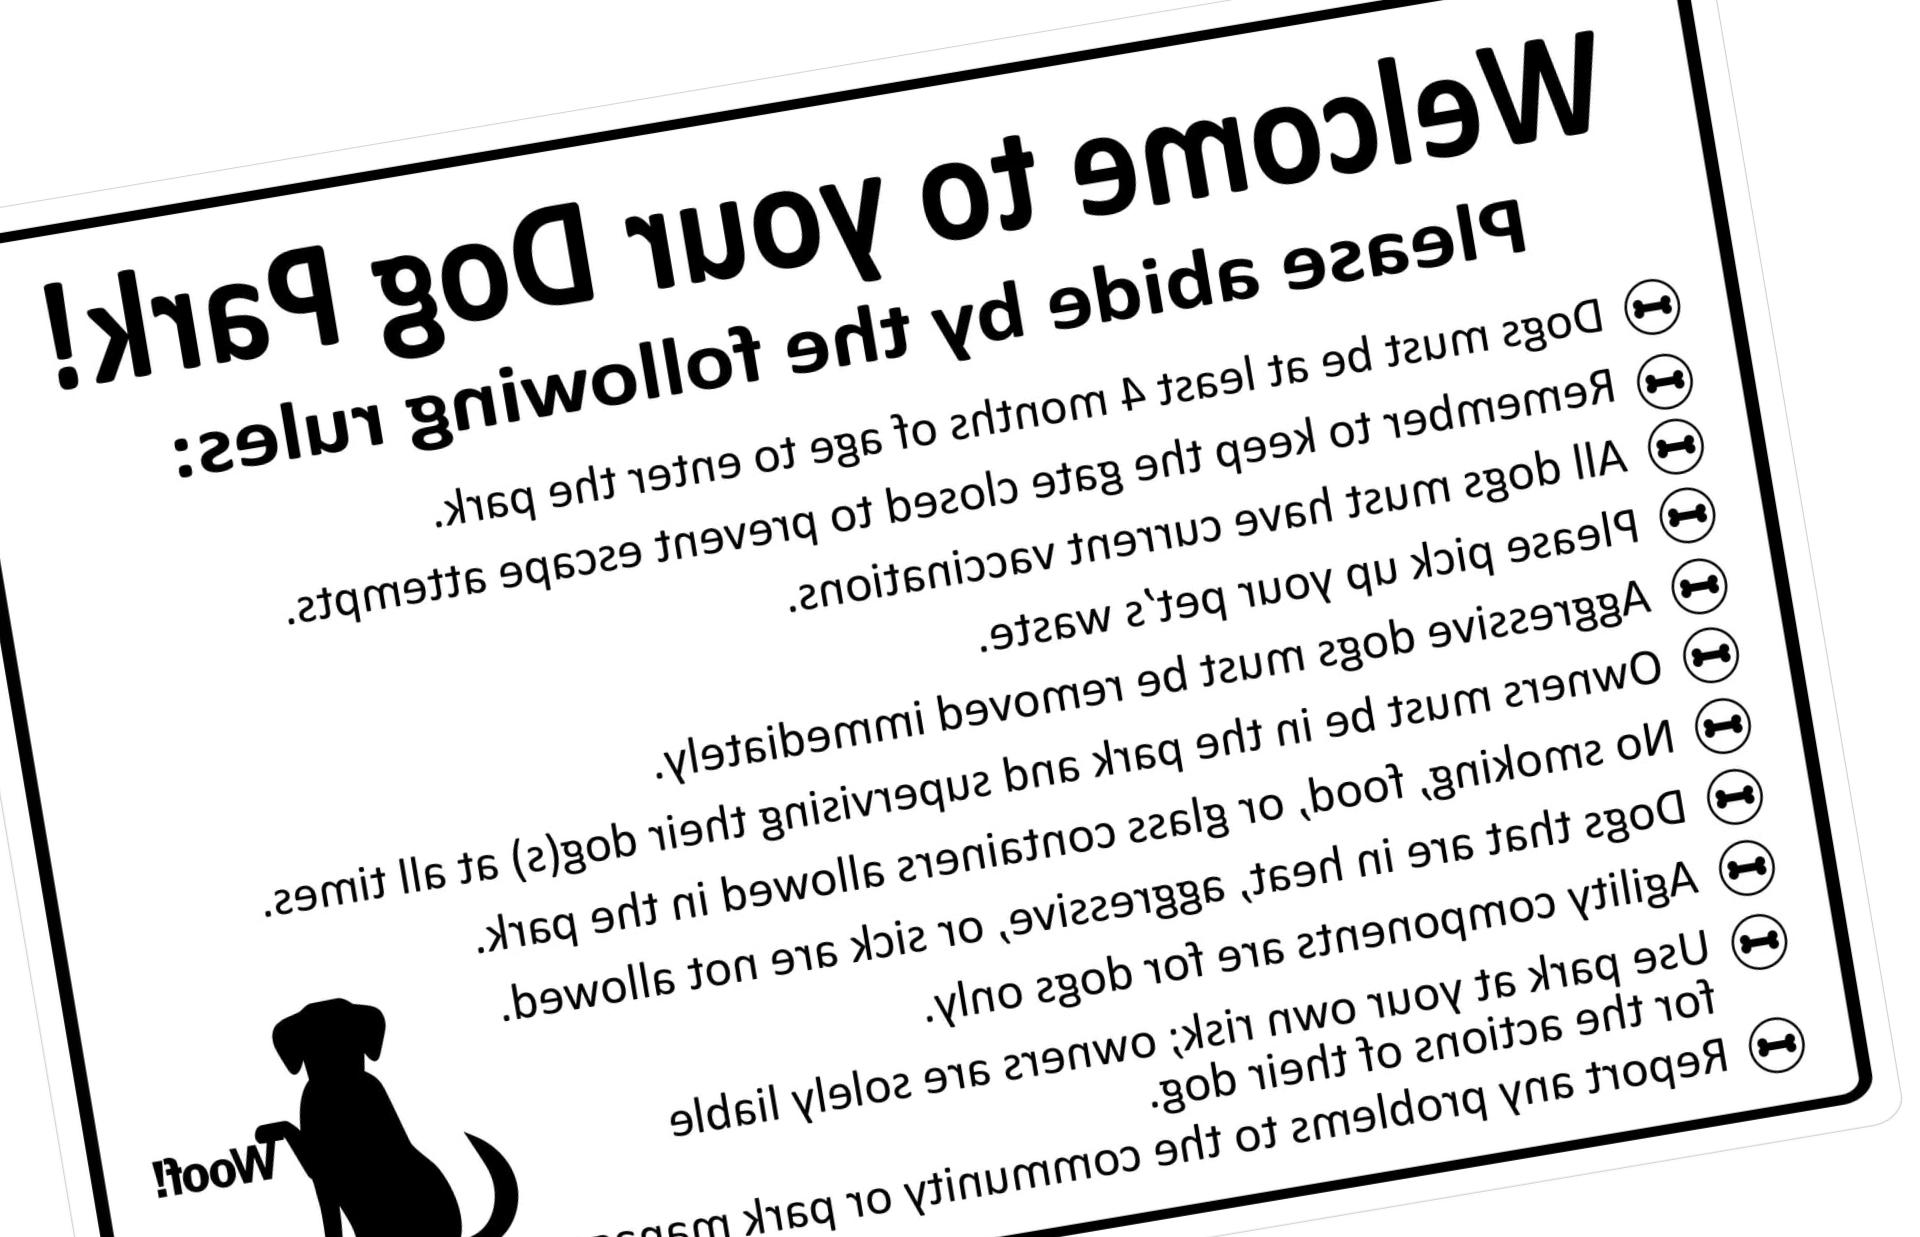 Welcome to your Dog Park!
Please abide by the following rules:
Dogs must be at least 4 months of age to enter the park.
Remember to keep the gate closed to prevent escape attempts.
All dogs must have current vaccinations.
Please pick up your pet's waste.
Aggressive dogs must be removed immediately.
Owners must be in the park and supervising their dog(s) at all times.
No smoking, food, or glass containers allowed in the park.
Dogs that are in heat, aggressive, or sick are not allowed.
Agility components are for dogs only.
Use park at your own risk; owners are solely liable
for the actions of their dog.
Report any problems to the community or park
Woof!